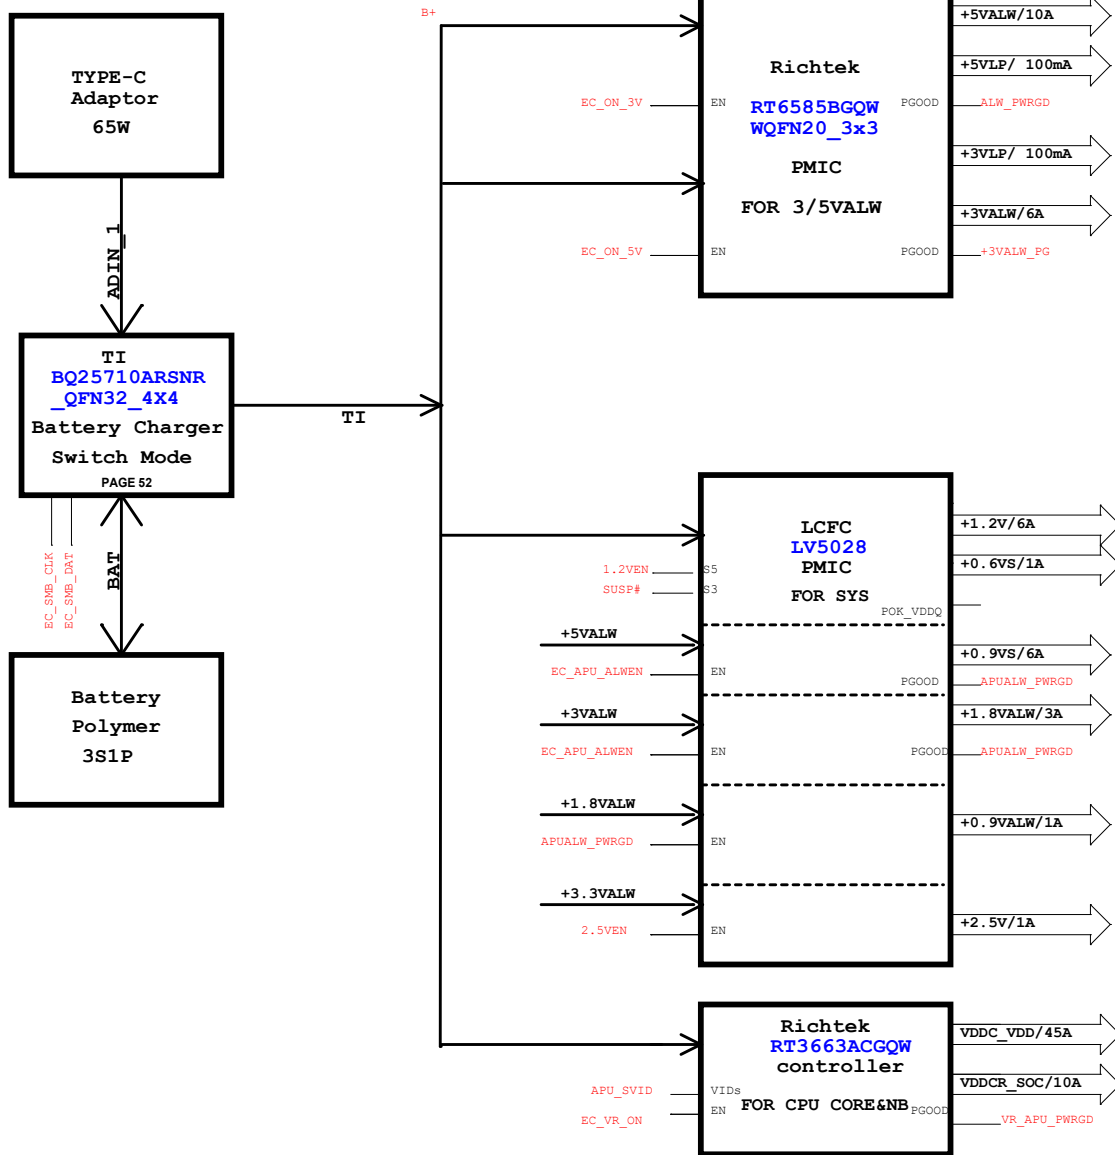 TYPE-C
Adaptor
65W
ADIN_1
TI
BQ25710ARSNR
_QFN32_4X4
Battery Charger
Switch Mode
PAGE 52
EC_SMB_CLK
EC_SMB_DAT
BAT
Battery
Polymer
3S1P
TI
B+
EC_ON_3V
EN
EC_ON_5V
EN
Richtek
RT6585BGQW
WQFN20_3x3
PMIC
FOR 3/5VALW
PGOOD
PGOOD
+5VALW/10A
+5VLP/ 100mA
ALW_PWRGD
+3VLP/ 100mA
+3VALW/6A
+3VALW_PG
LCFC
LV5028
PMIC
FOR SYS
1.2VEN
S5
SUSP#
S3
POK_VDDQ
+1.2V/6A
+0.6VS/1A
+5VALW
EC_APU_ALWEN
EN
PGOOD
+0.9VS/6A
APUALW_PWRGD
+3VALW
EC_APU_ALWEN
EN
PGOOD
+1.8VALW/3A
APUALW_PWRGD
+1.8VALW
APUALW_PWRGD
EN
+0.9VALW/1A
+3.3VALW
2.5VEN
EN
+2.5V/1A
Richtek
RT3663ACGQW
controller
FOR CPU CORE&NB
APU_SVID
VIDs
EC_VR_ON
EN
PGOOD
VDDC_VDD/45A
VDDCR_SOC/10A
VR_APU_PWRGD